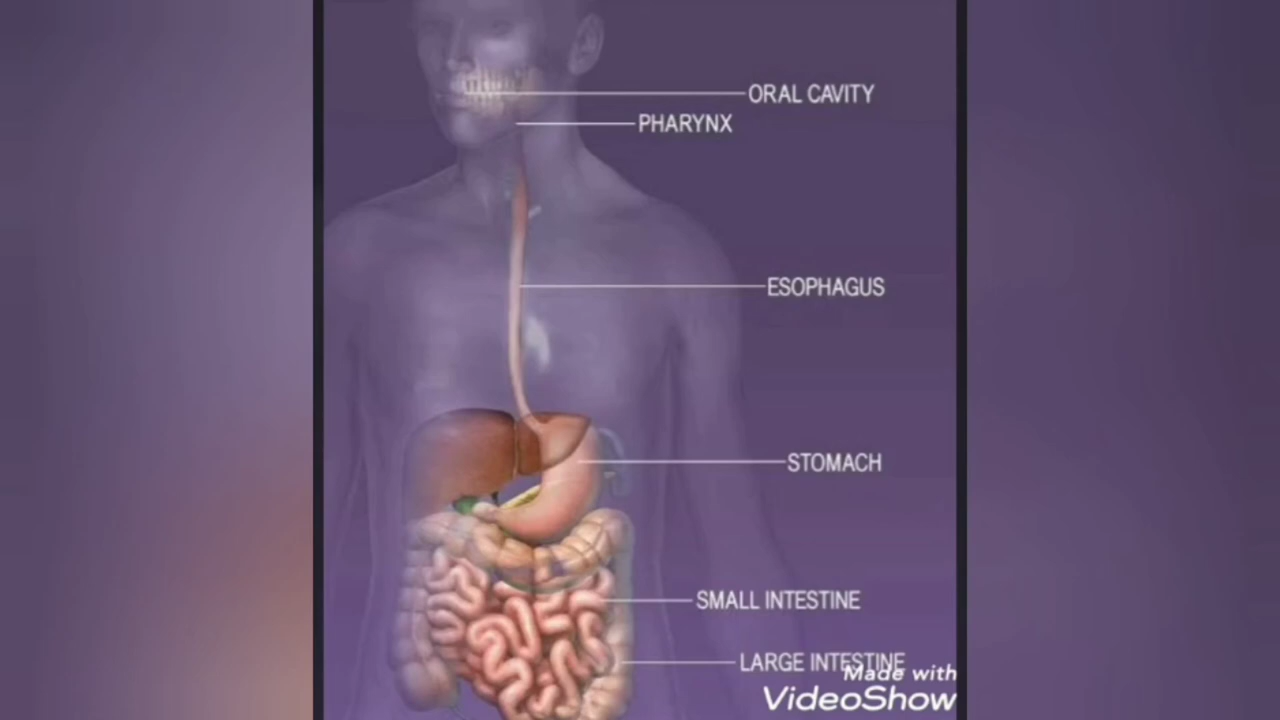 ORAL CAVITY
PHARYNX
ESOPHAGUS
STOMACH
SMALL INTESTINE
LARGE INTESTINE
Made with
VideoShow